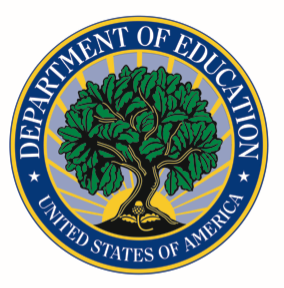 DEPARTMENT OF EDUCATION
UNITED STATES OF AMERICA